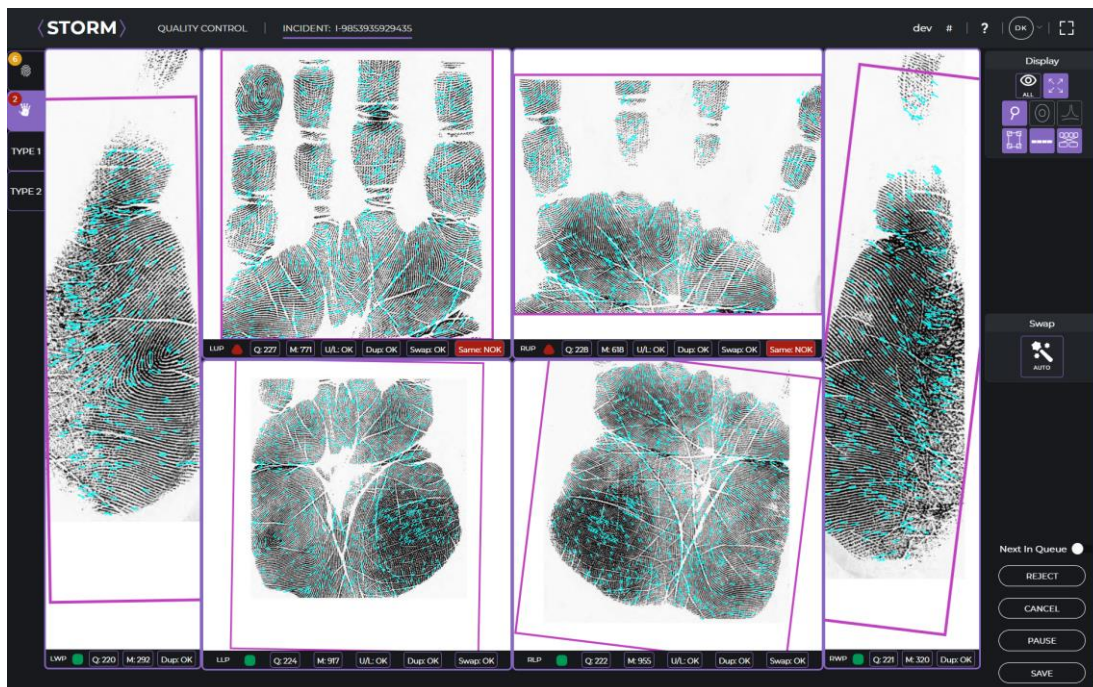 ⟨STORM⟩ QUALITY CONTROL | INCIDENT: I-9853935929435 dev # | ? | DK
6
2
TYPE 1
TYPE 2
LUP Q: 227 M: 771 U/L: OK Dup: OK Swap: OK Same: NOK
RUP Q: 228 M: 618 U/L: OK Dup: OK Swap: OK Same: NOK
LWP Q: 220 M: 292 Dup: OK
LLP Q: 224 M: 917 U/L: OK Dup: OK Swap: OK
RLP Q: 222 M: 955 U/L: OK Dup: OK Swap: OK
RWP Q: 221 M: 320 Dup: OK
Display
ALL
Swap
AUTO
Next In Queue
REJECT
CANCEL
PAUSE
SAVE